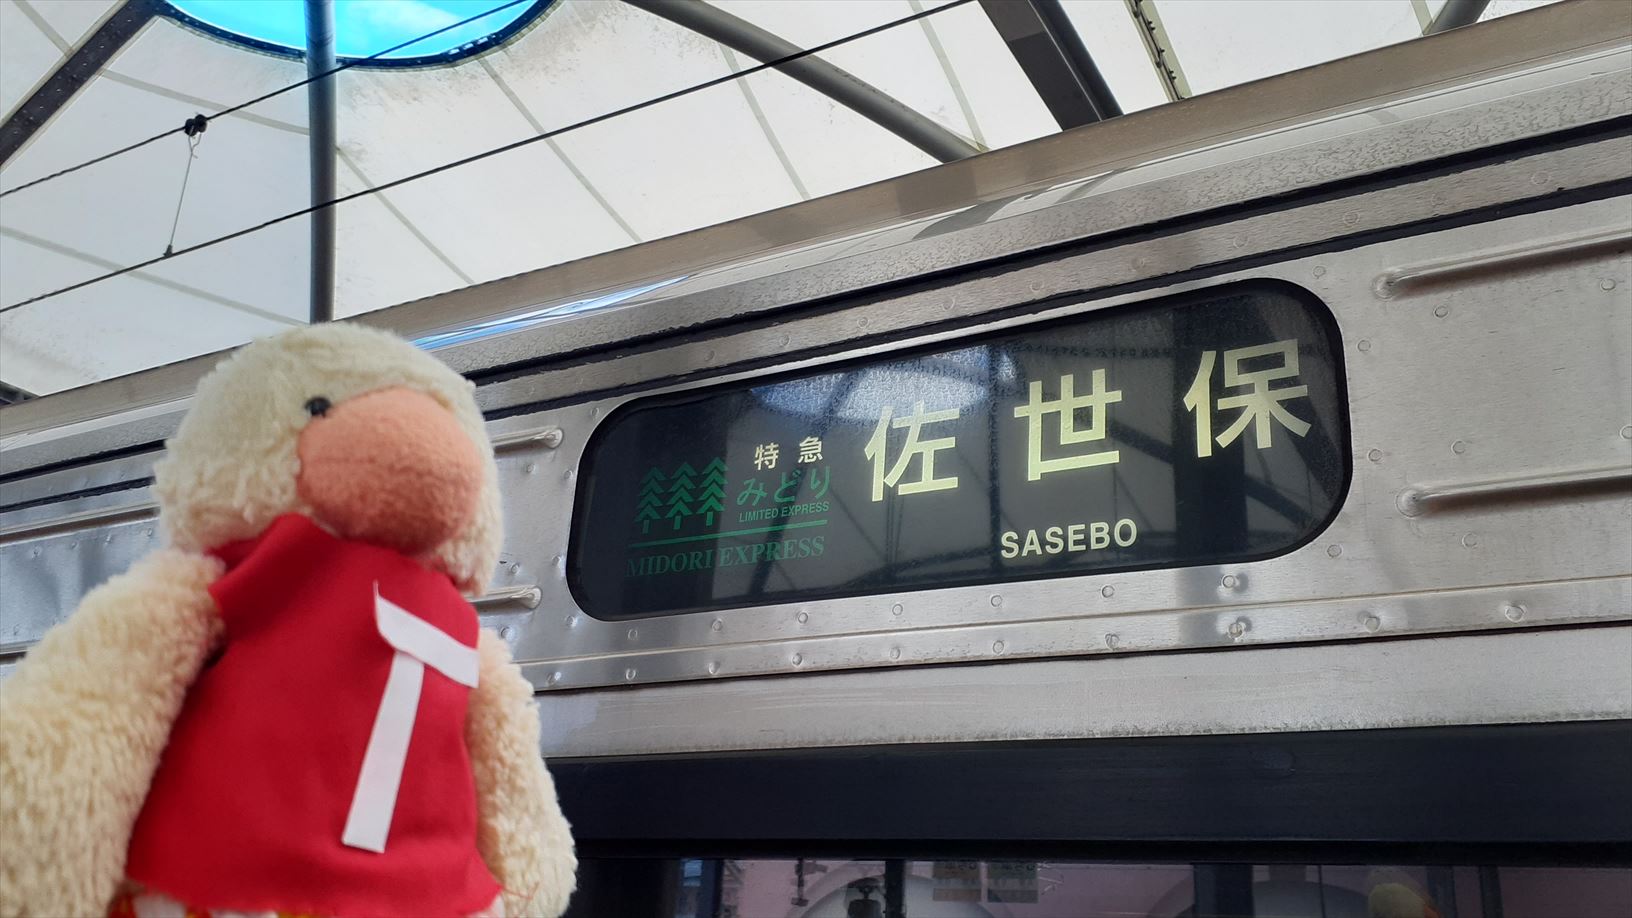 特急
みどり
LIMITED EXPRESS
MIDORI EXPRESS
佐世保
SASEBO
T